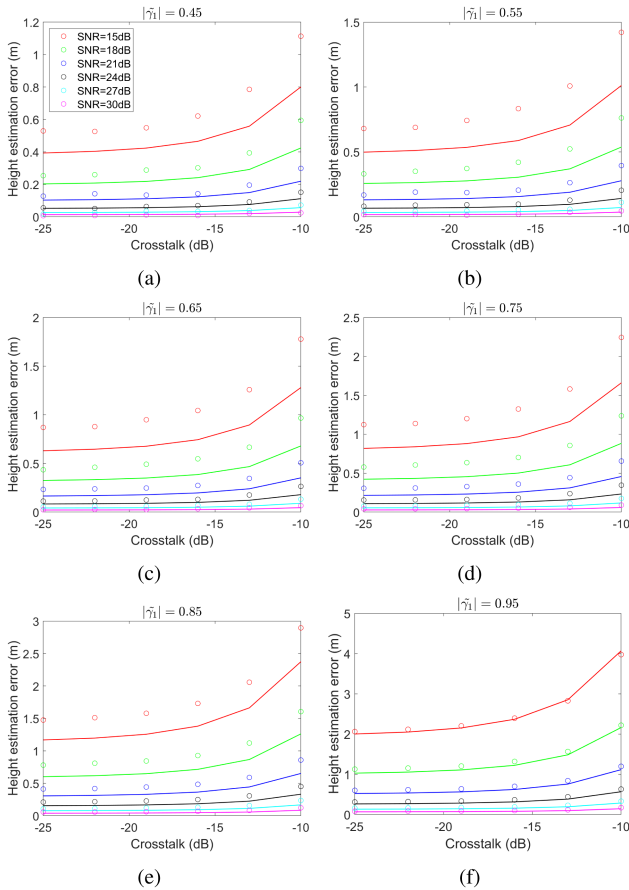 |γ̃₁| = 0.45
Height estimation error (m)
1.2
1
0.8
0.6
0.4
0.2
0
SNR=15dB
SNR=18dB
SNR=21dB
SNR=24dB
SNR=27dB
SNR=30dB
-25 -20 -15 -10
Crosstalk (dB)
(a)
|γ̃₁| = 0.55
Height estimation error (m)
1.5
1
0.5
0
-25 -20 -15 -10
Crosstalk (dB)
(b)
|γ̃₁| = 0.65
Height estimation error (m)
2
1.5
1
0.5
0
-25 -20 -15 -10
Crosstalk (dB)
(c)
|γ̃₁| = 0.75
Height estimation error (m)
2.5
2
1.5
1
0.5
0
-25 -20 -15 -10
Crosstalk (dB)
(d)
|γ̃₁| = 0.85
Height estimation error (m)
3
2.5
2
1.5
1
0.5
0
-25 -20 -15 -10
Crosstalk (dB)
(e)
|γ̃₁| = 0.95
Height estimation error (m)
5
4
3
2
1
0
-25 -20 -15 -10
Crosstalk (dB)
(f)